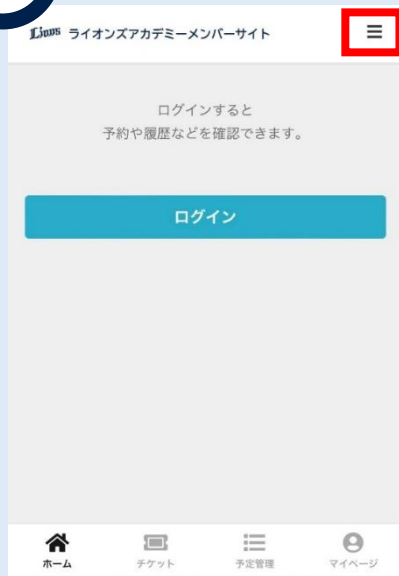 Lions ライオンズアカデミーメンバーサイト
ログインすると
予約や履歴などを確認できます。
ログイン
ホーム チケット 予定管理 マイページ